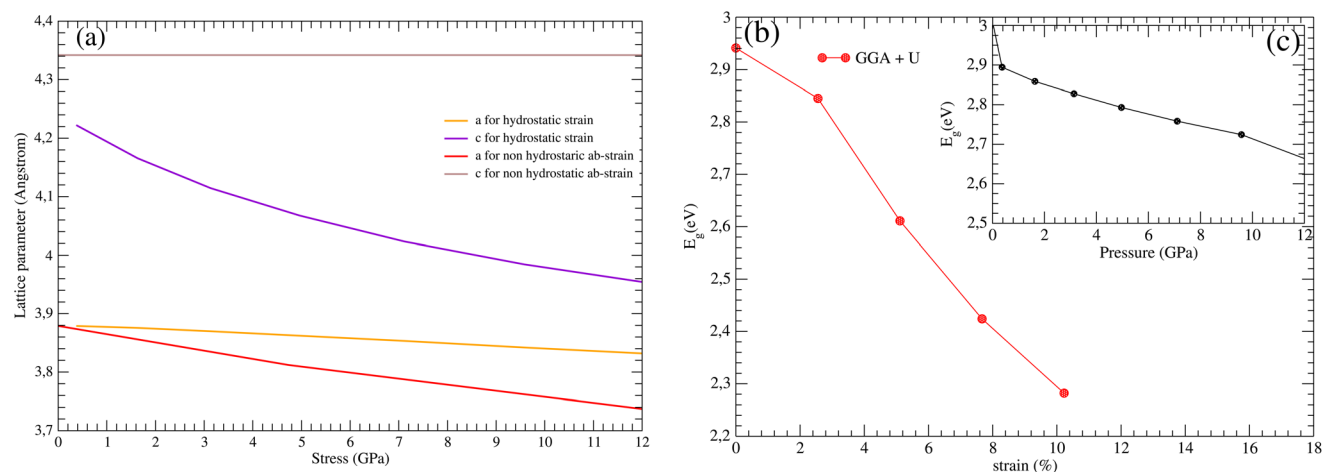 (a)
4,4
4,3
4,2
4,1
4
3,9
3,8
3,7
Lattice parameter (Angstrom)
a for hydrostatic strain
c for hydrostatic strain
a for non hydrostaric ab-strain
c for non hydrostatic ab-strain
0 1 2 3 4 5 6 7 8 9 10 11 12
Stress (GPa)
(b)
3
2,9
2,8
2,7
2,6
2,5
2,4
2,3
2,2
E_g(eV)
GGA + U
0 2 4 6 8 10 12 14 16 18
strain (%)
(c)
3
2,9
2,8
2,7
2,6
2,5
E_g(eV)
0 2 4 6 8 10 12
Pressure (GPa)